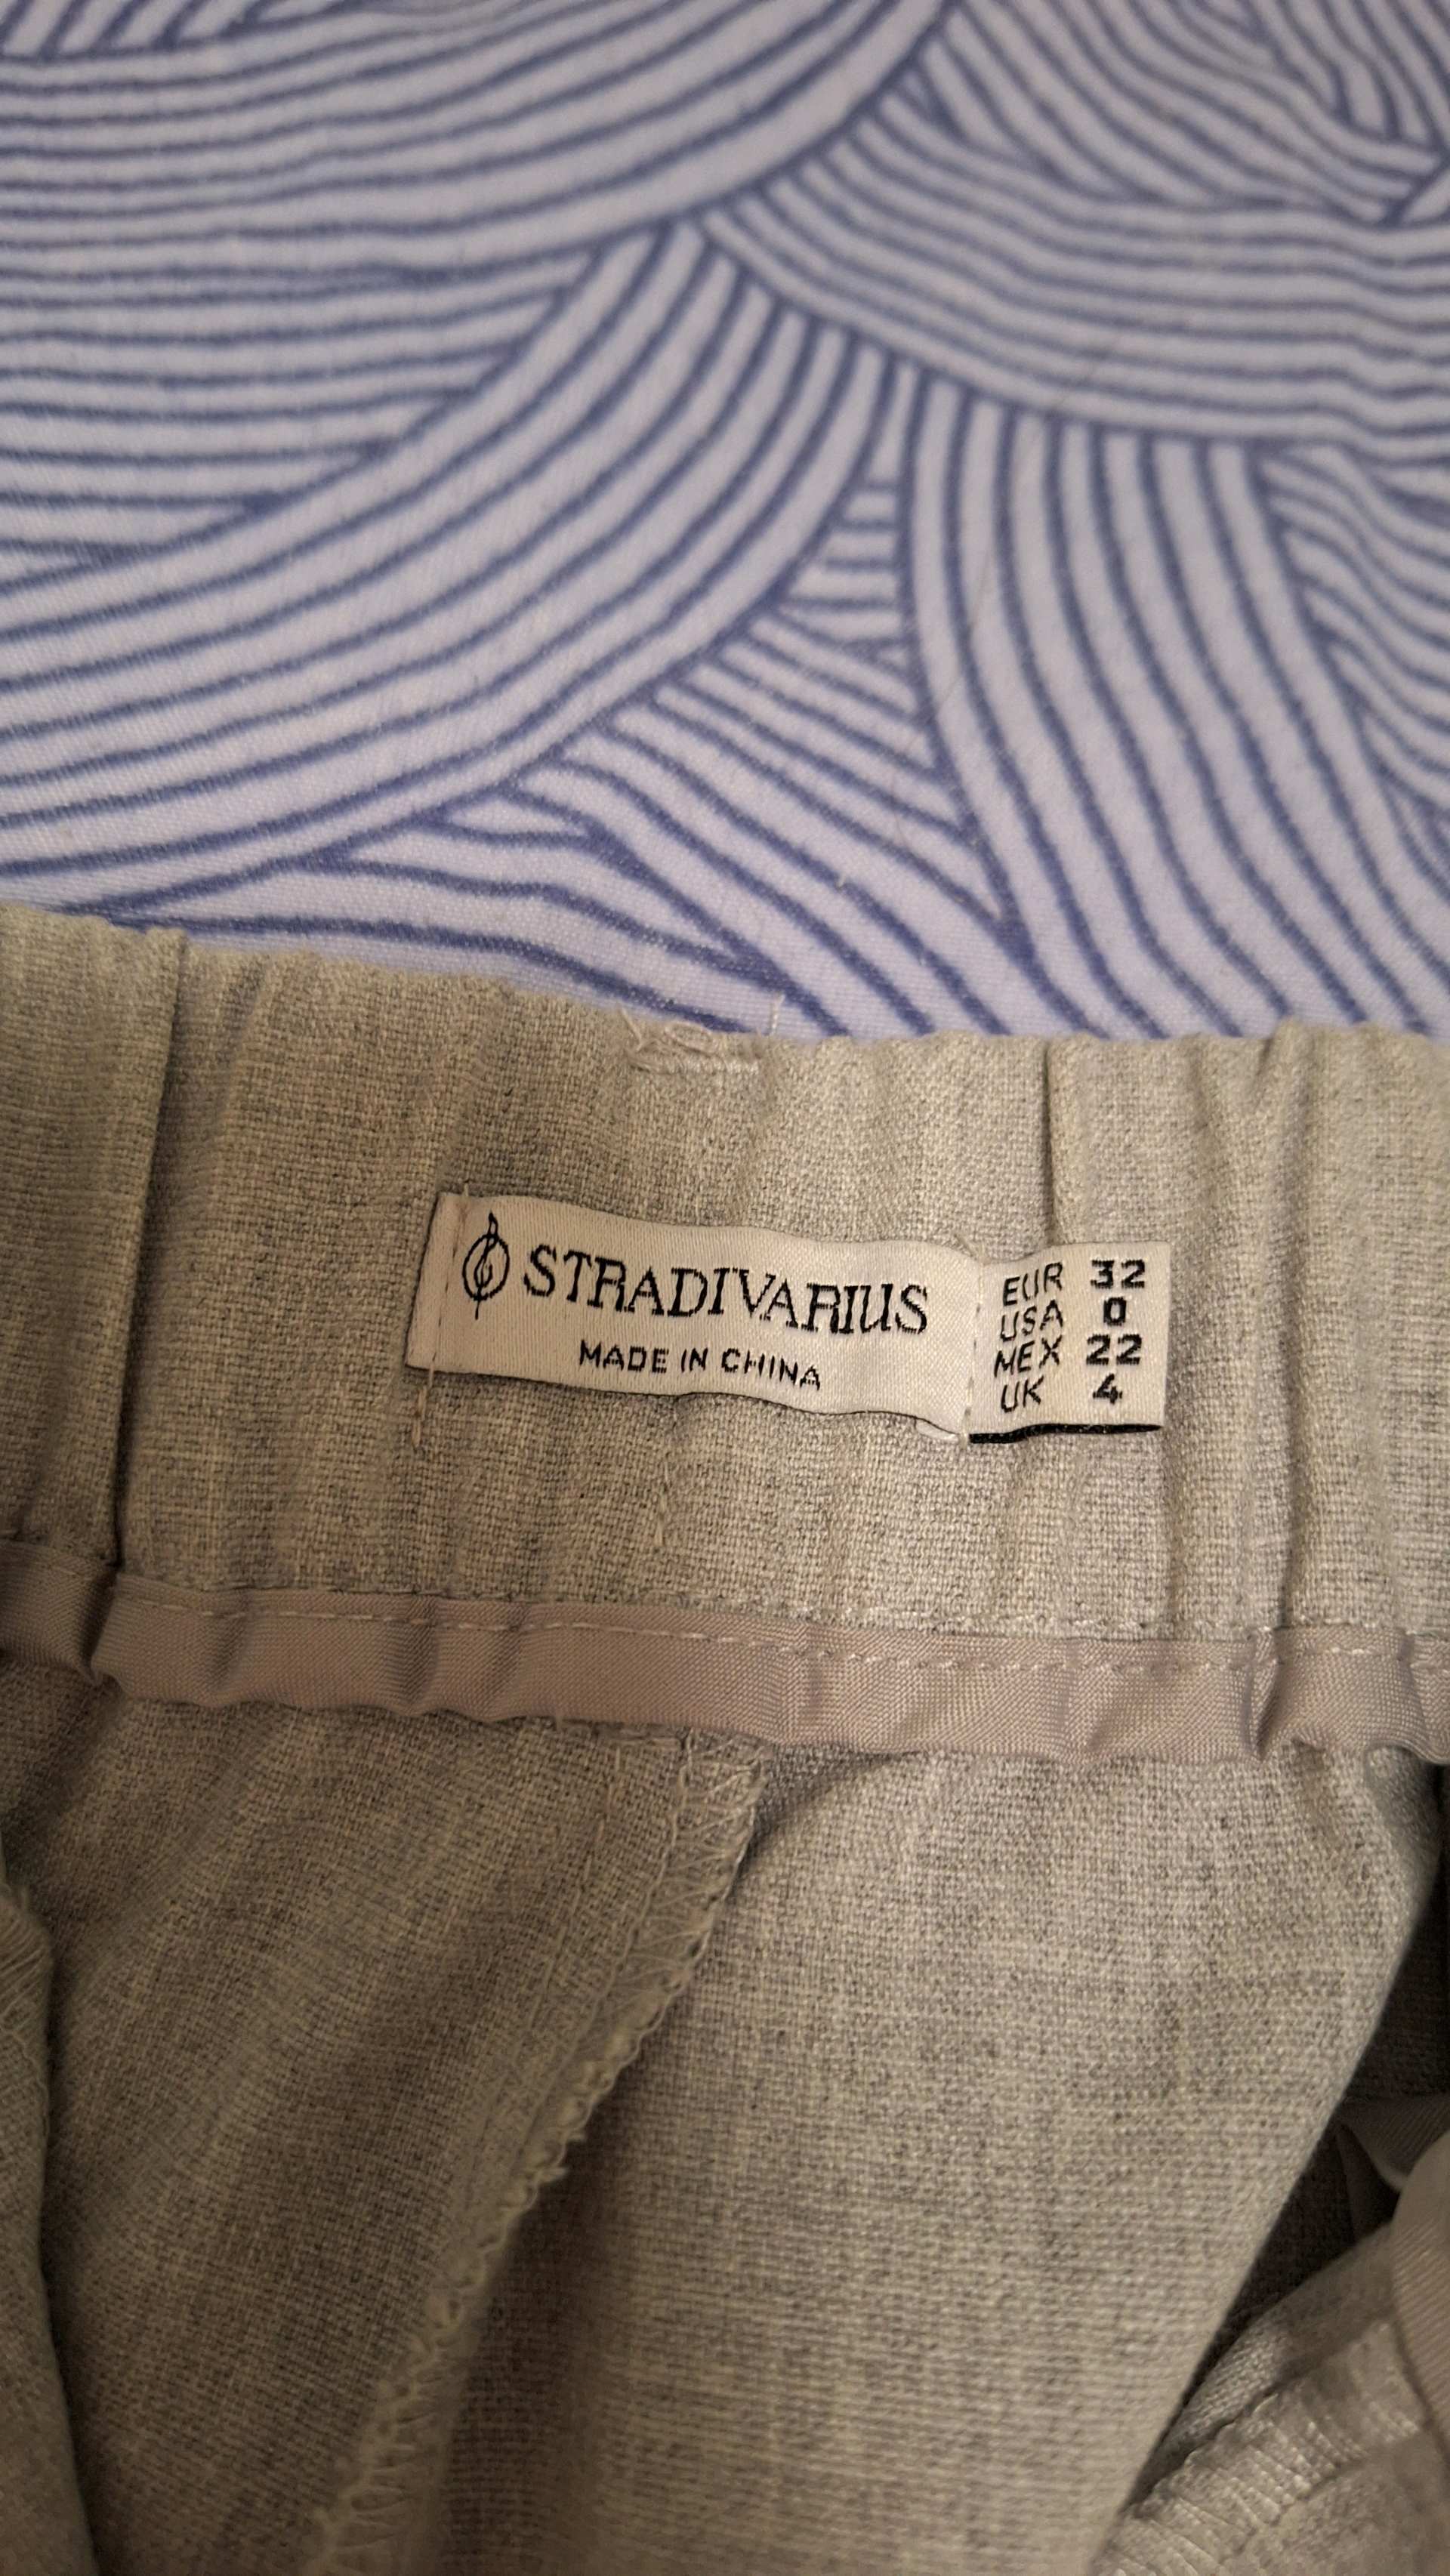 STRADIVARIUS
MADE IN CHINA
EUR 32
USA 0
MEX 22
UK 4